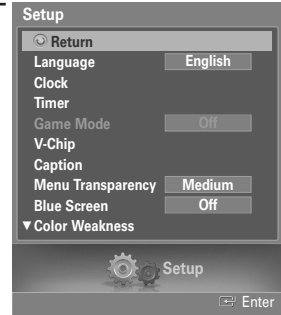 Setup
Return
Language English
Clock
Timer
Game Mode Off
V-Chip
Caption
Menu Transparency Medium
Blue Screen Off
▼Color Weakness
Setup
Enter